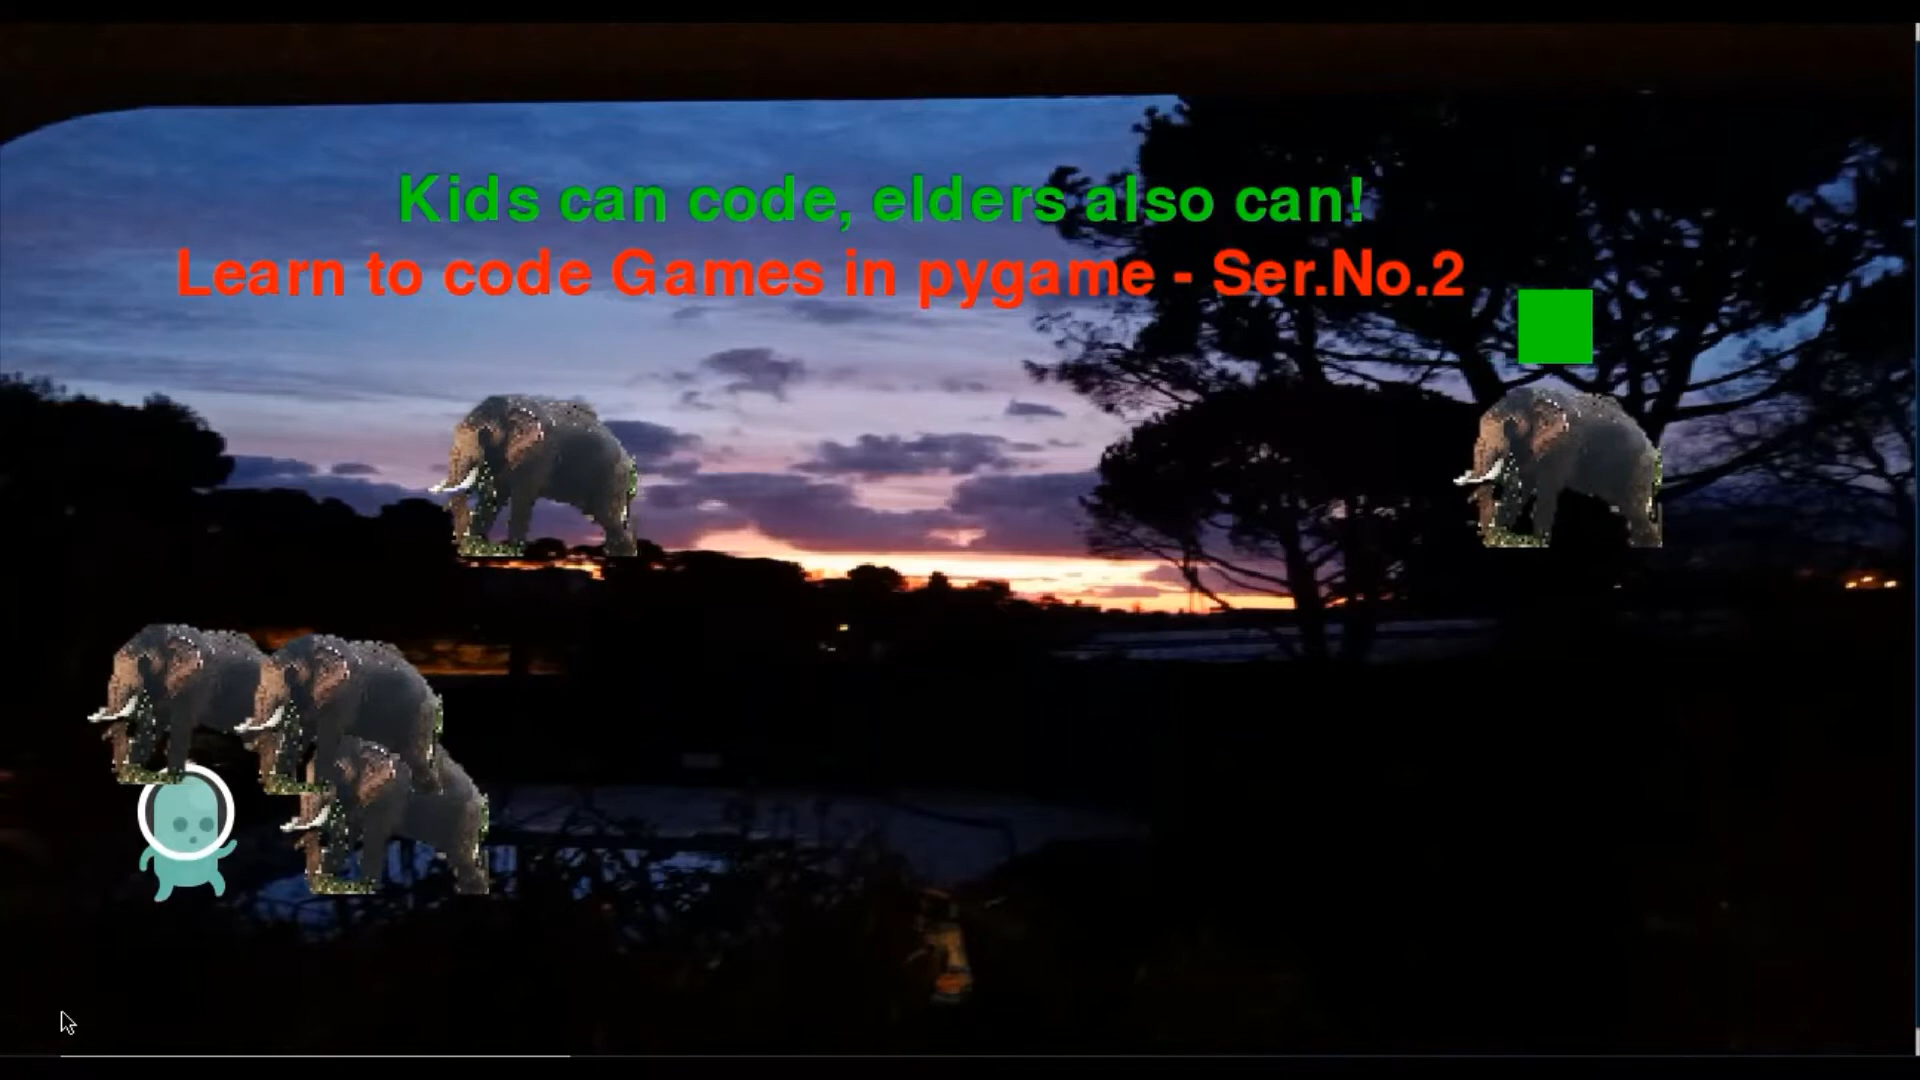 Kids can code, elders also can!
Learn to code Games in pygame - Ser.No.2